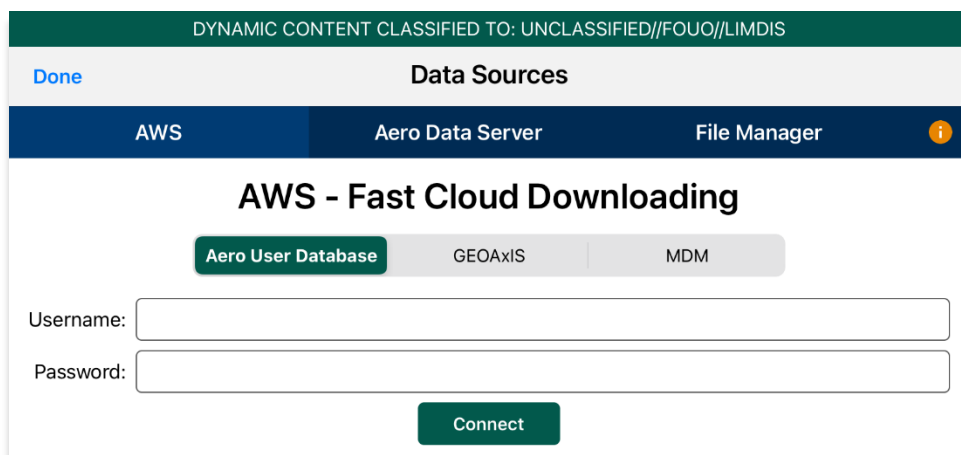 DYNAMIC CONTENT CLASSIFIED TO: UNCLASSIFIED//FOUO//LIMDIS
Done Data Sources
AWS Aero Data Server File Manager i
AWS - Fast Cloud Downloading
Aero User Database GEOAxIS MDM
Username:
Password:
Connect